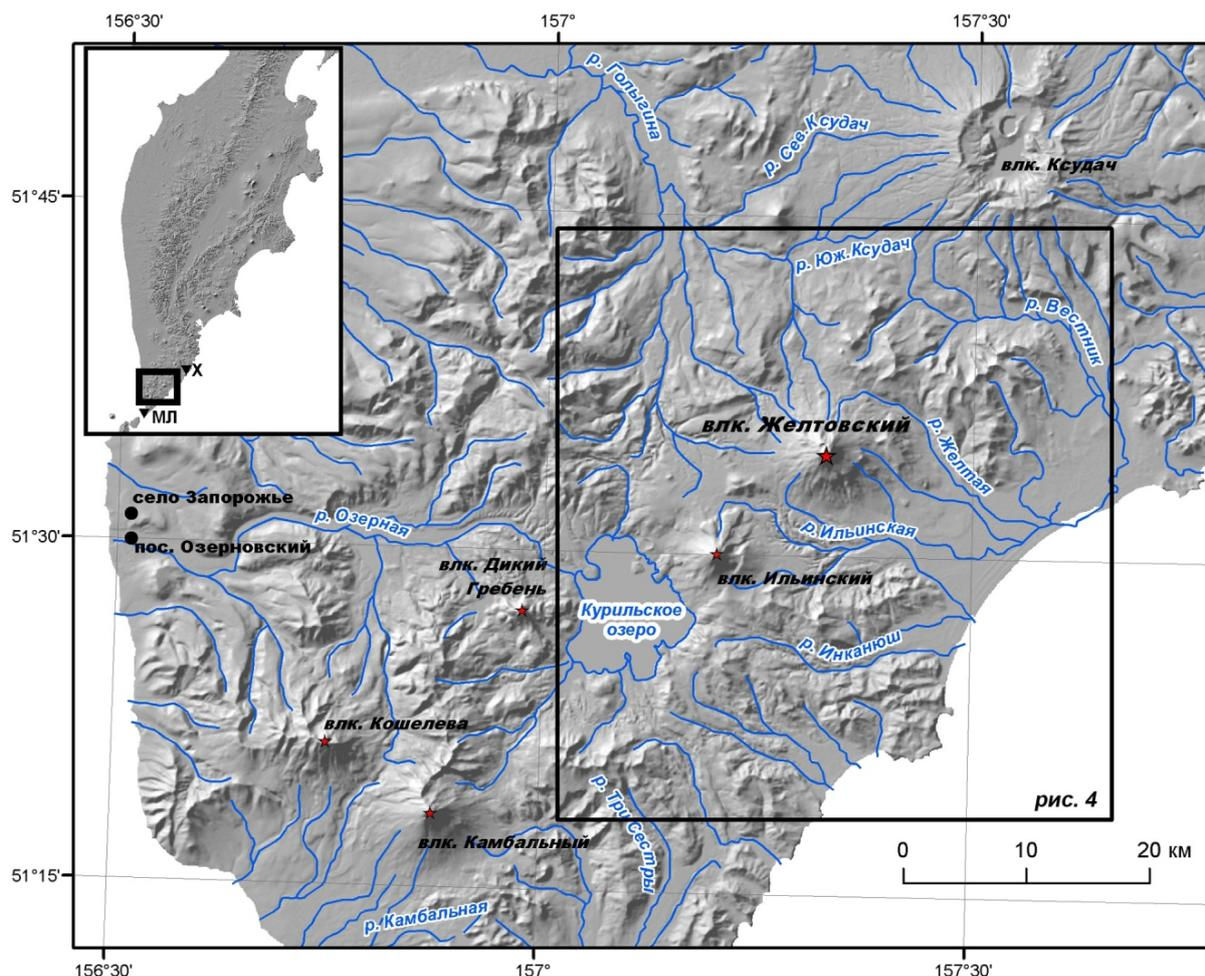 156°30'
157°
157°30'
р. Голыгина
р. Сев.Ксудач
влк. Ксудач
51°45'
р. Юж.Ксудач
р. Вестник
Х
МЛ
влк. Желтовский
р. Желтая
село Запорожье
р. Озерная
р. Ильинская
51°30'
пос. Озерновский
влк. Дикий
Гребень
влк. Ильинский
Курильское
озеро
р. Инканюш
влк. Кошелева
р. Три Сестры
рис. 4
влк. Камбальный
0 10 20 км
51°15'
р. Камбальная
156°30'
157°
157°30'